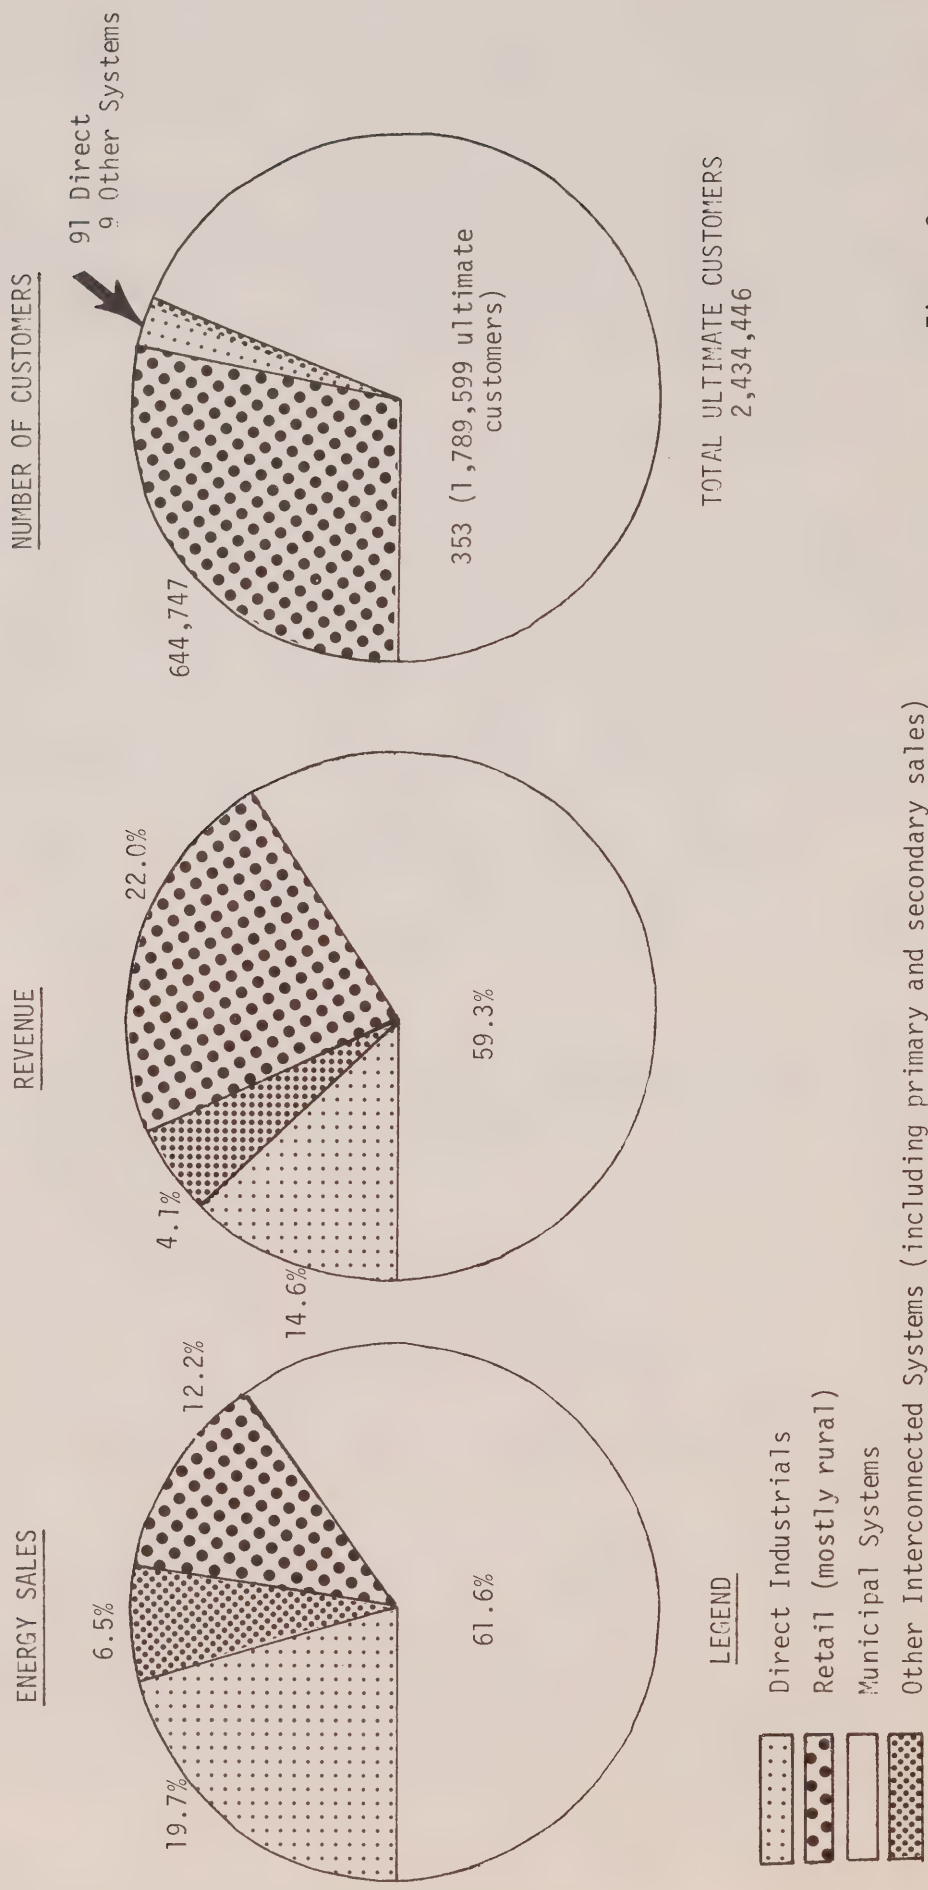 ENERGY SALES
19.7%
6.5%
12.2%
61.6%
REVENUE
14.6%
4.1%
22.0%
59.3%
NUMBER OF CUSTOMERS
644,747
91 Direct
9 Other Systems
353 (1,789,599 ultimate
customers)
TOTAL ULTIMATE CUSTOMERS
2,434,446
LEGEND
Direct Industrials
Retail (mostly rural)
Municipal Systems
Other Interconnected Systems (including primary and secondary sales)